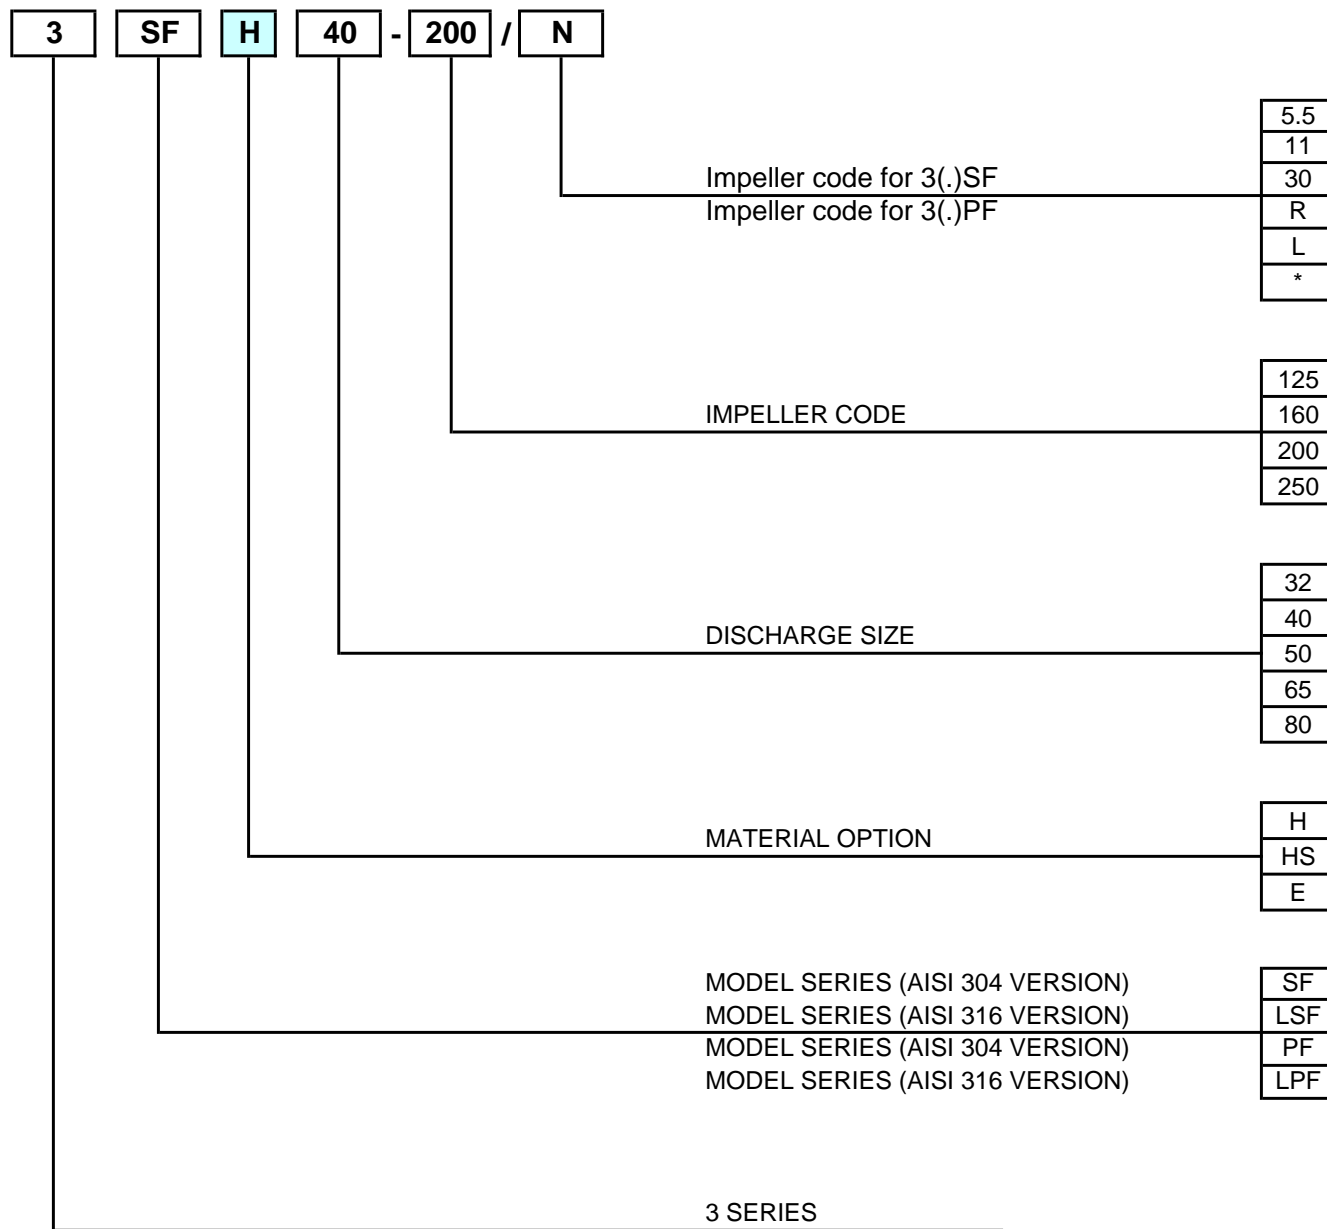 3 SF H 40 - 200 / N
5.5
11
Impeller code for 3(.)SF 30
Impeller code for 3(.)PF R
L
*
125
IMPELLER CODE 160
200
250
32
40
DISCHARGE SIZE 50
65
80
H
MATERIAL OPTION HS
E
MODEL SERIES (AISI 304 VERSION) SF
MODEL SERIES (AISI 316 VERSION) LSF
MODEL SERIES (AISI 304 VERSION) PF
MODEL SERIES (AISI 316 VERSION) LPF
3 SERIES